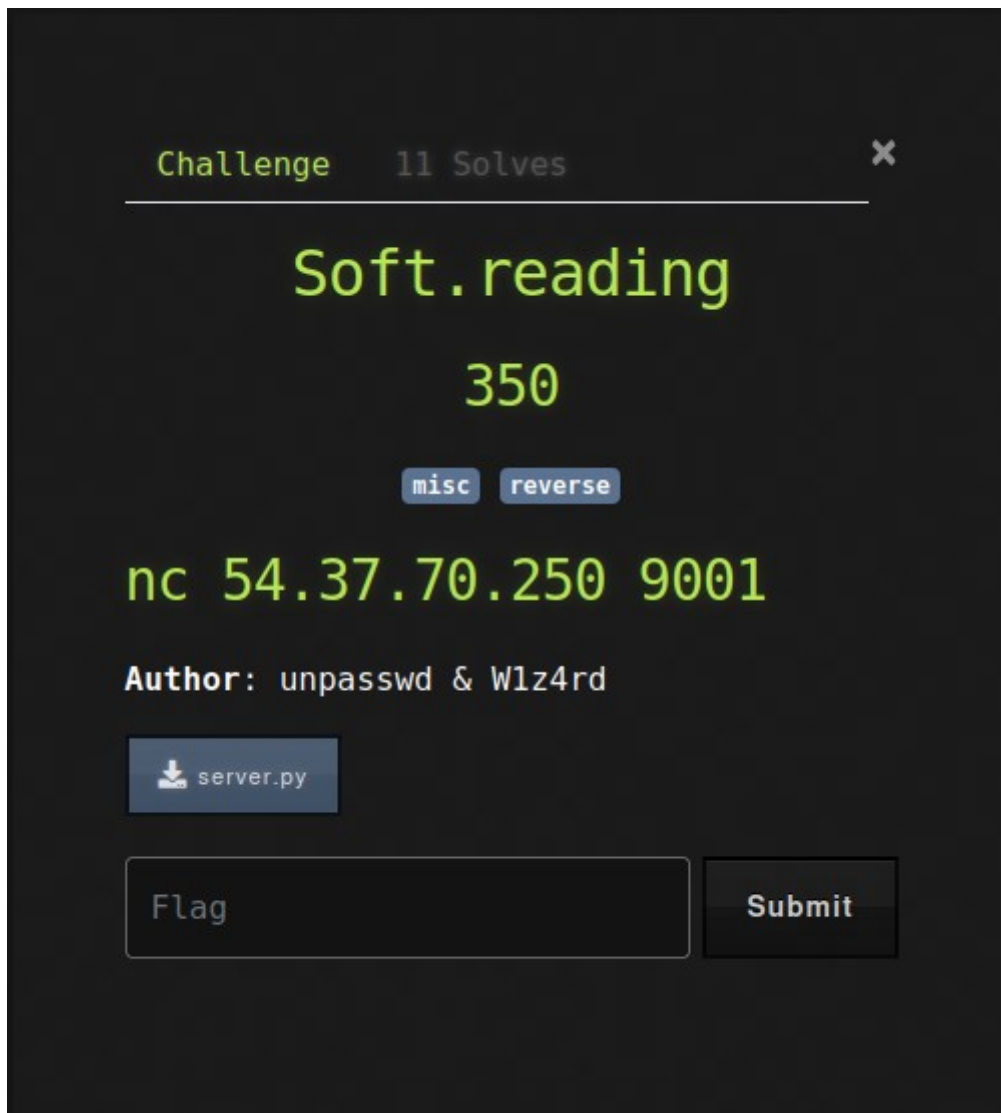 Challenge 11 Solves ×
Soft.reading
350
misc reverse
nc 54.37.70.250 9001
Author: unpasswd & W1z4rd
server.py
Flag Submit